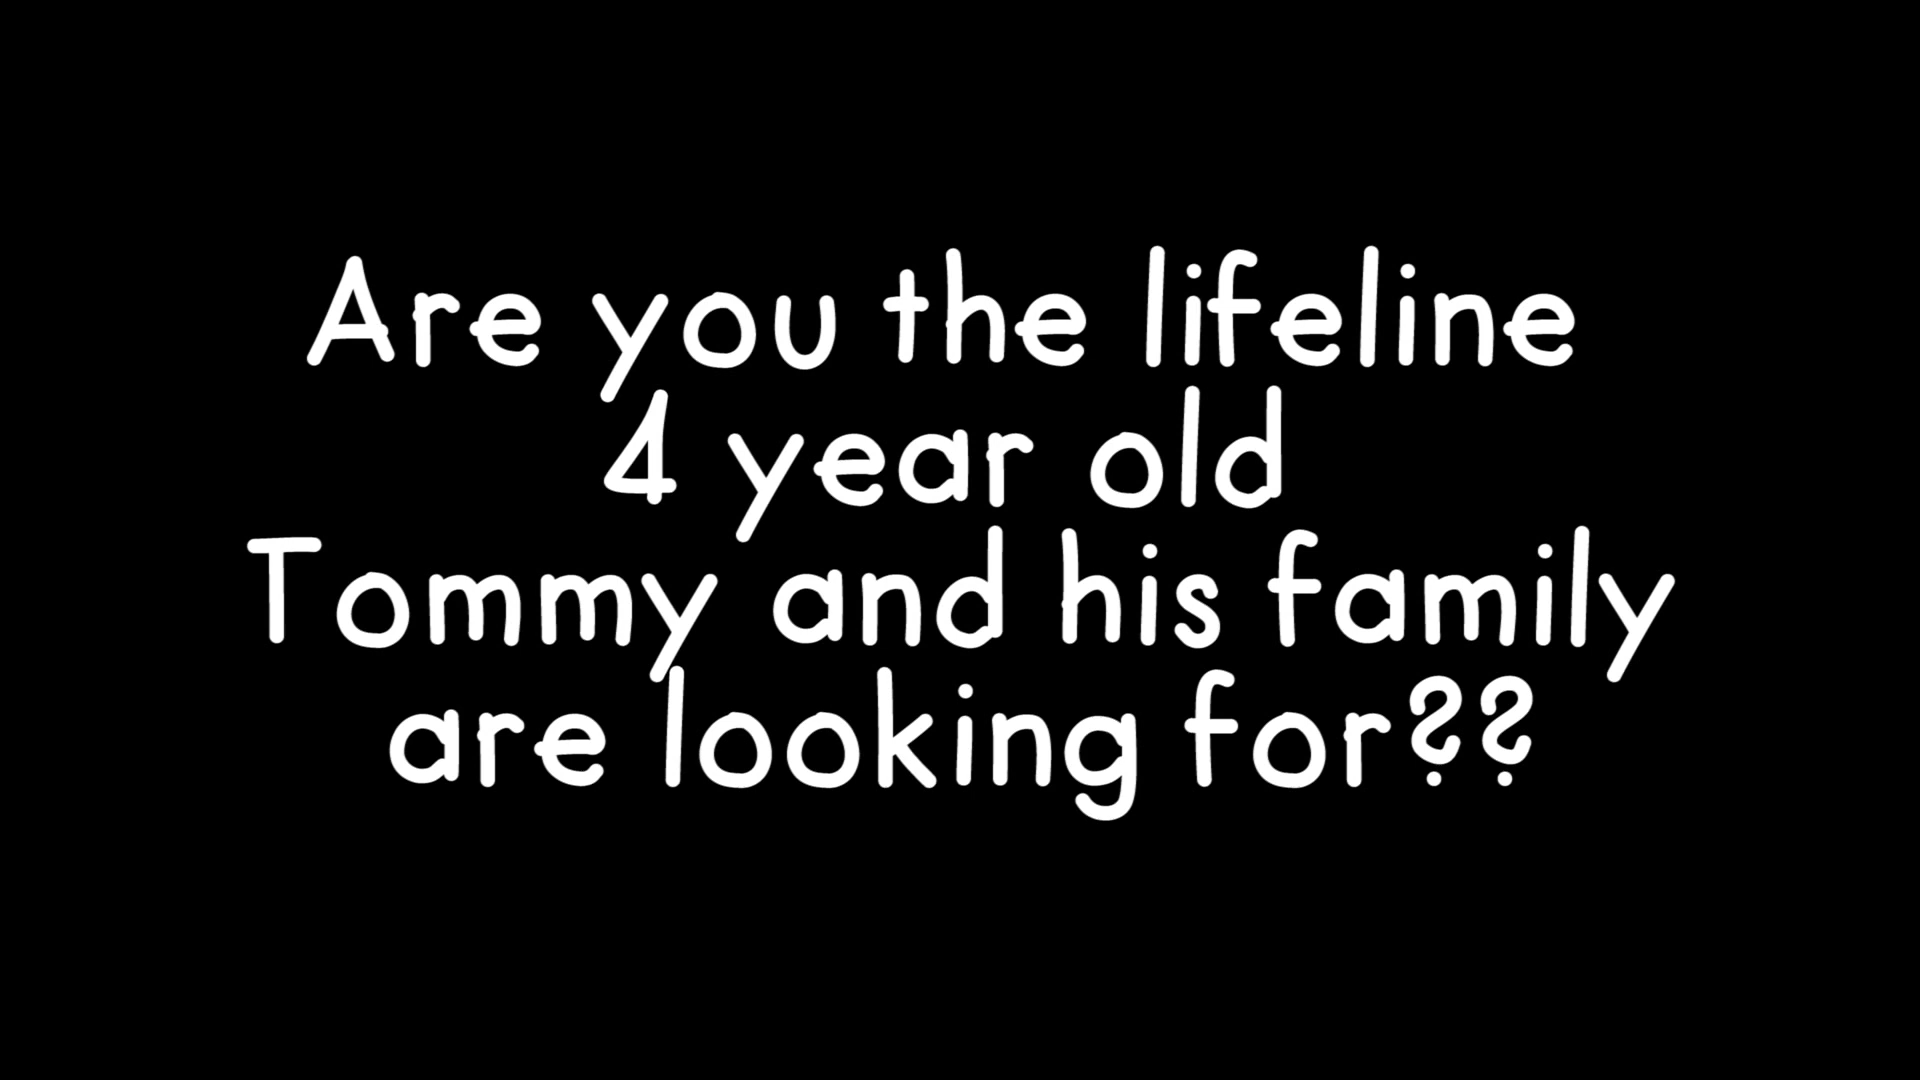 Are you the lifeline
4 year old
Tommy and his family
are looking for??